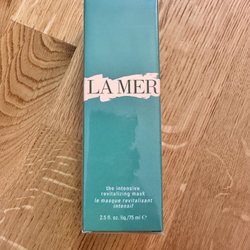 LA MER
the intensive
revitalizing mask
le masque revitalisant
intensif
2.5 fl. oz. liq./75 ml ℮